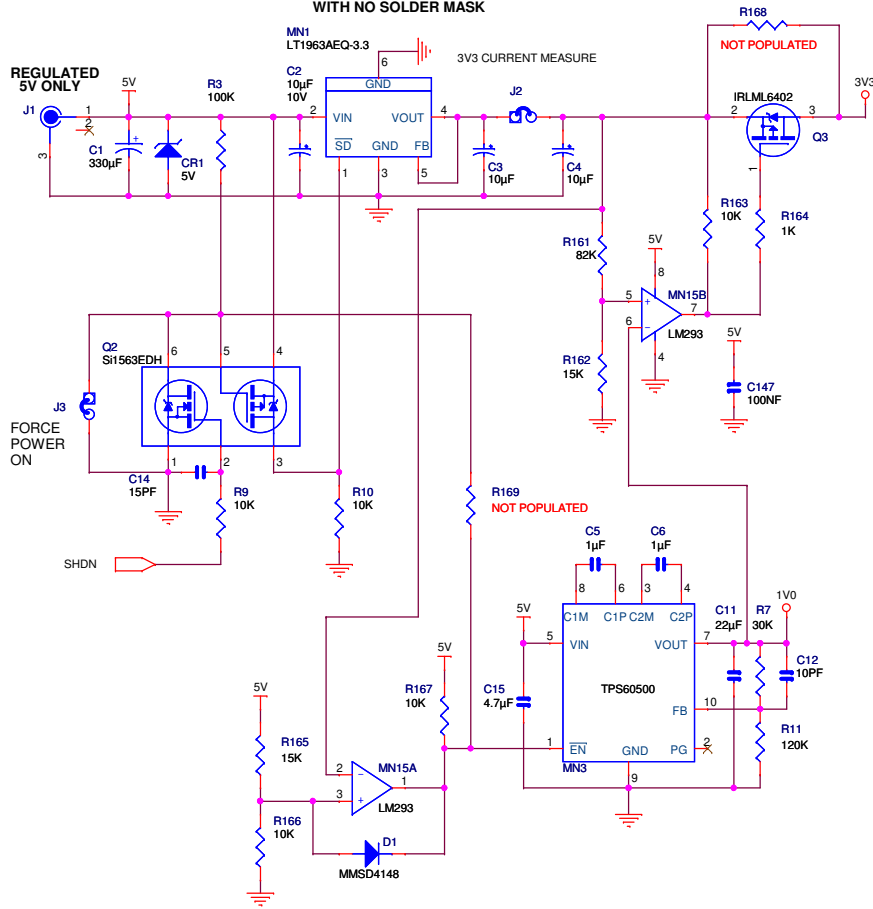 WITH NO SOLDER MASK
MN1
LT1963AEQ-3.3
6
GND
VIN
VOUT
SD
GND
FB
2
4
1
3
5
3V3 CURRENT MEASURE
R168
NOT POPULATED
REGULATED
5V ONLY
J1
1
2
3
5V
C1
330µF
+
CR1
5V
R3
100K
C2
10µF
10V
C3
10µF
J2
C4
10µF
IRLML6402
2
3
1
Q3
3V3
R163
10K
R164
1K
R161
82K
R162
15K
5V
8
5
6
+
−
7
4
MN15B
LM293
5V
C147
100NF
Q2
Si1563EDH
6
5
4
1
2
3
J3
FORCE
POWER
ON
C14
15PF
R9
10K
R10
10K
SHDN
R169
NOT POPULATED
C5
1µF
C6
1µF
8
6
3
4
C1M
C1P
C2M
C2P
5V
5
VIN
VOUT
7
TPS60500
FB
10
1
EN
GND
PG
2
MN3
9
C15
4.7µF
C11
22µF
R7
30K
1V0
C12
10PF
R11
120K
5V
R167
10K
5V
R165
15K
R166
10K
2
3
−
+
1
MN15A
LM293
D1
MMSD4148